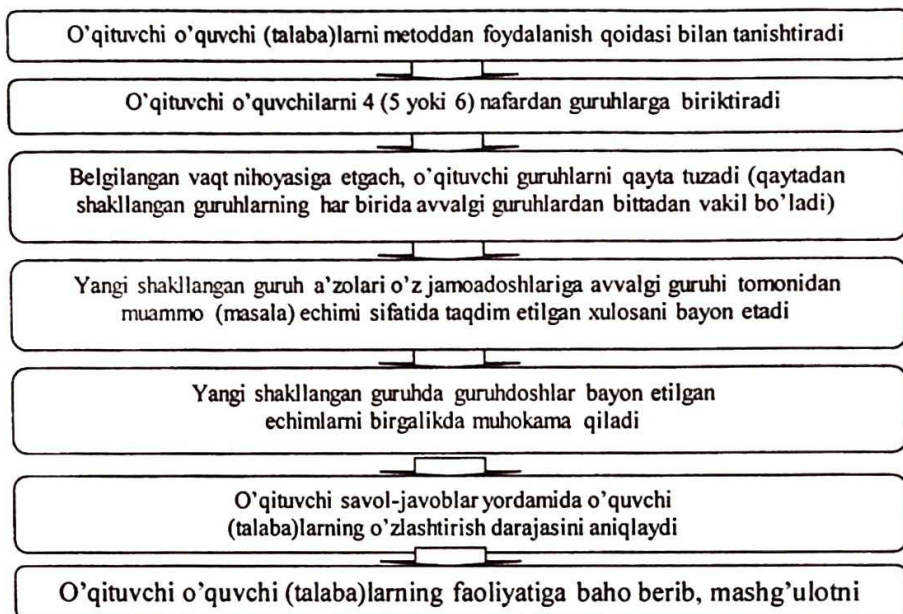 O’qituvchi o’quvchi (talaba)larni metoddan foydalanish qoidasi bilan tanishtiradi
O’qituvchi o’quvchilarni 4 (5 yoki 6) nafardan guruhlarga biriktiradi
Belgilangan vaqt nihoyasiga etgach, o’qituvchi guruhlarni qayta tuzadi (qaytadan
shakllangan guruhlarning har birida avvalgi guruhlardan bittadan vakil bo’ladi)
Yangi shakllangan guruh a’zolari o’z jamoadoshlariga avvalgi guruhi tomonidan
muammo (masala) echimi sifatida taqdim etilgan xulosani bayon etadi
Yangi shakllangan guruhda guruhdoshlar bayon etilgan
echimlarni birgalikda muhokama qiladi
O’qituvchi savol-javoblar yordamida o’quvchi
(talaba)larning o’zlashtirish darajasini aniqlaydi
O’qituvchi o’quvchi (talaba)larning faoliyatiga baho berib, mashg’ulotni